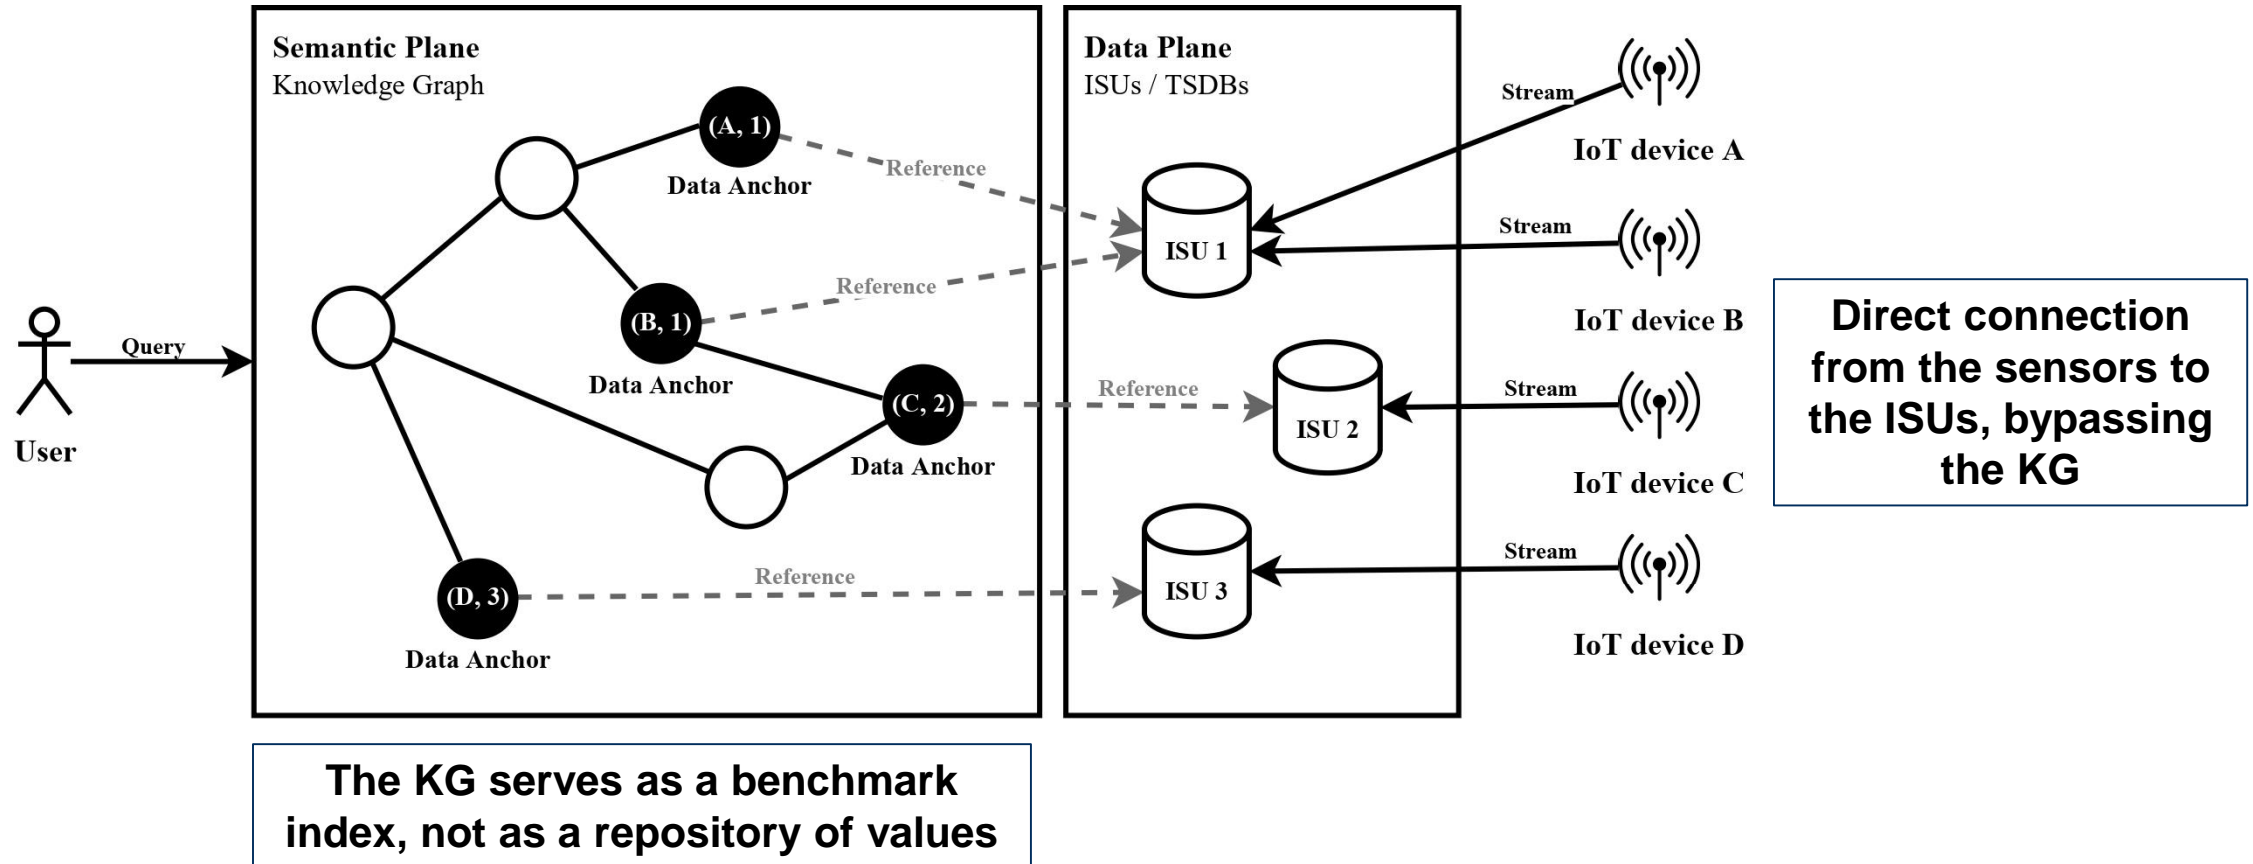 Semantic Plane
Knowledge Graph
(A, 1)
Data Anchor
Reference
(B, 1)
Data Anchor
Reference
(C, 2)
Data Anchor
Reference
(D, 3)
Data Anchor
Reference
Query
User
Data Plane
ISUs / TSDBs
ISU 1
ISU 2
ISU 3
Stream
IoT device A
Stream
IoT device B
Stream
IoT device C
Stream
IoT device D
Direct connection
from the sensors to
the ISUs, bypassing
the KG
The KG serves as a benchmark
index, not as a repository of values